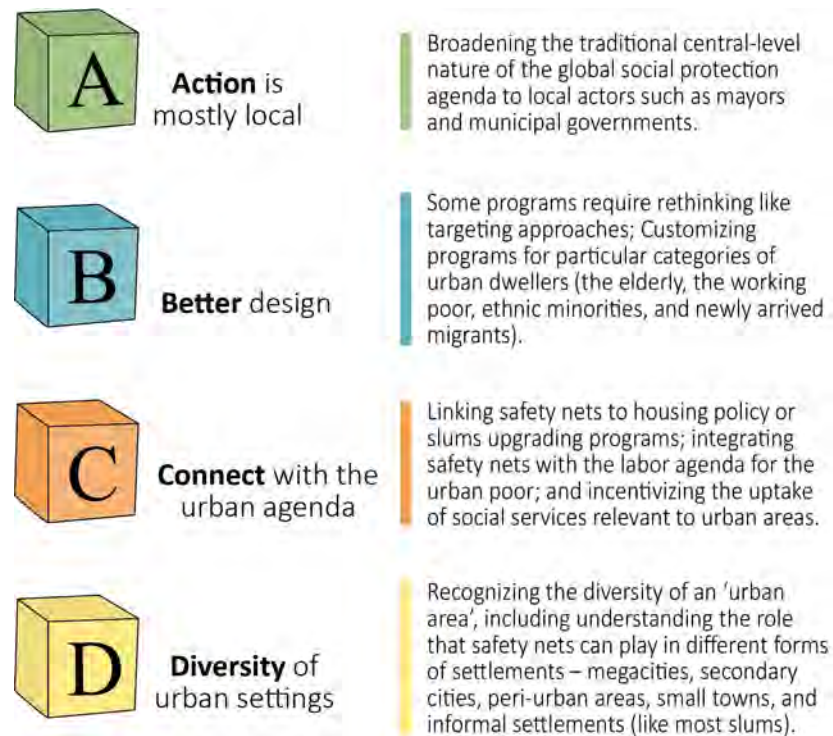 A
Action is
mostly local
Broadening the traditional central-level
nature of the global social protection
agenda to local actors such as mayors
and municipal governments.
B
Better design
Some programs require rethinking like
targeting approaches; Customizing
programs for particular categories of
urban dwellers (the elderly, the working
poor, ethnic minorities, and newly arrived
migrants).
C
Connect with the
urban agenda
Linking safety nets to housing policy or
slums upgrading programs; integrating
safety nets with the labor agenda for the
urban poor; and incentivizing the uptake
of social services relevant to urban areas.
D
Diversity of
urban settings
Recognizing the diversity of an ‘urban
area’, including understanding the role
that safety nets can play in different forms
of settlements – megacities, secondary
cities, peri-urban areas, small towns, and
informal settlements (like most slums).